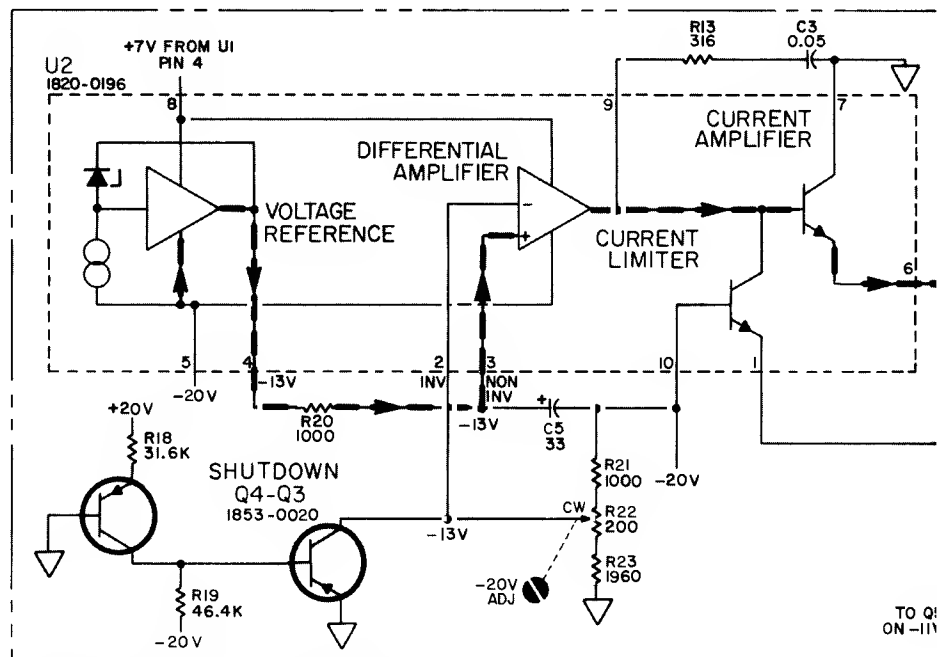 +7V FROM U1
PIN 4
U2
1820-0196
R13
316
C3
0.05
8
9
7
CURRENT
AMPLIFIER
DIFFERENTIAL
AMPLIFIER
VOLTAGE
REFERENCE
−
+
CURRENT
LIMITER
6
5
4
2
3
10
1
-20V
-13V
INV
NON
INV
-13V
R20
1000
+
C5
33
-20V
+20V
R18
31.6K
SHUTDOWN
Q4-Q3
1853-0020
R21
1000
CW
R22
200
-13V
R23
1960
-20V
ADJ
R19
46.4K
-20V
ON -11V